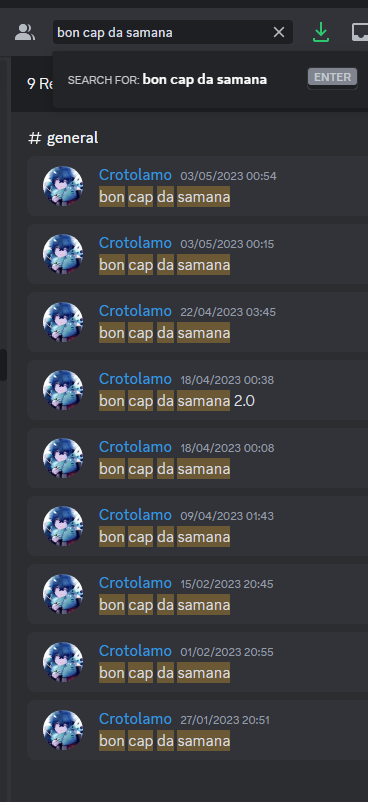 bon cap da samana
SEARCH FOR: bon cap da samana ENTER
9 Re
# general
Crotolamo 03/05/2023 00:54
bon cap da samana
Crotolamo 03/05/2023 00:15
bon cap da samana
Crotolamo 22/04/2023 03:45
bon cap da samana
Crotolamo 18/04/2023 00:38
bon cap da samana 2.0
Crotolamo 18/04/2023 00:08
bon cap da samana
Crotolamo 09/04/2023 01:43
bon cap da samana
Crotolamo 15/02/2023 20:45
bon cap da samana
Crotolamo 01/02/2023 20:55
bon cap da samana
Crotolamo 27/01/2023 20:51
bon cap da samana